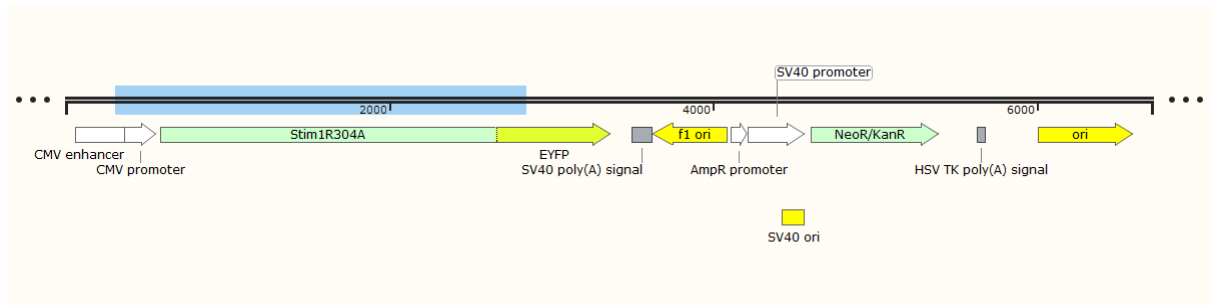 SV40 promoter
2000
4000
6000
Stim1R304A
f1 ori
NeoR/KanR
ori
CMV enhancer
EYFP
CMV promoter
SV40 poly(A) signal
AmpR promoter
HSV TK poly(A) signal
SV40 ori